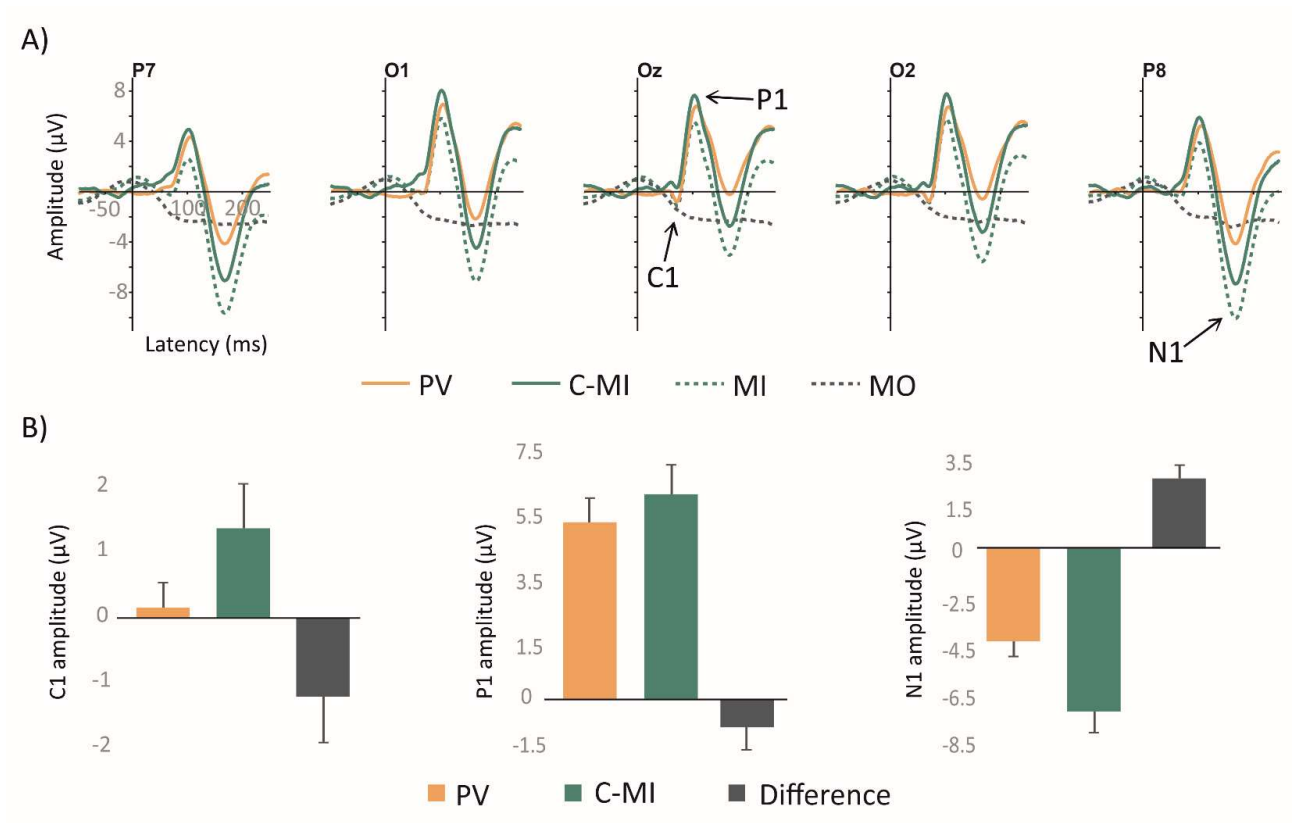 A)
P7 O1 Oz O2 P8
8
4
-4
-8
-50 100 200
Amplitude (µV)
Latency (ms)
P1
C1
N1
PV C-MI MI MO
B)
C1 amplitude (µV)
2
1
0
-1
-2
P1 amplitude (µV)
7.5
5.5
3.5
1.5
0
-1.5
N1 amplitude (µV)
3.5
1.5
0
-2.5
-4.5
-6.5
-8.5
PV C-MI Difference